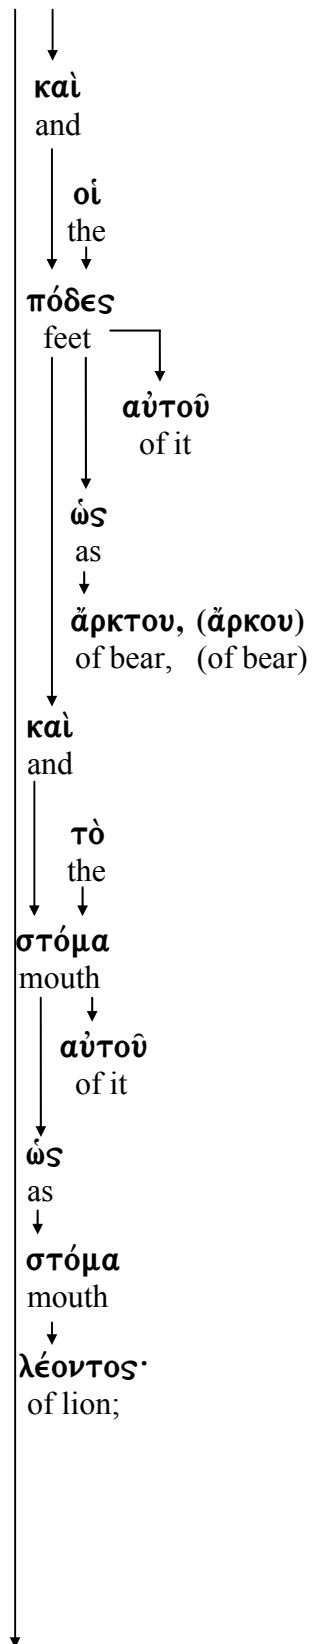 καὶ
and
οἱ
the
πόδες
feet
αὐτοῦ
of it
ὡς
as
ἄρκτου, (ἄρκου)
of bear, (of bear)
καὶ
and
τὸ
the
στόμα
mouth
αὐτοῦ
of it
ὡς
as
στόμα
mouth
λέοντος·
of lion;